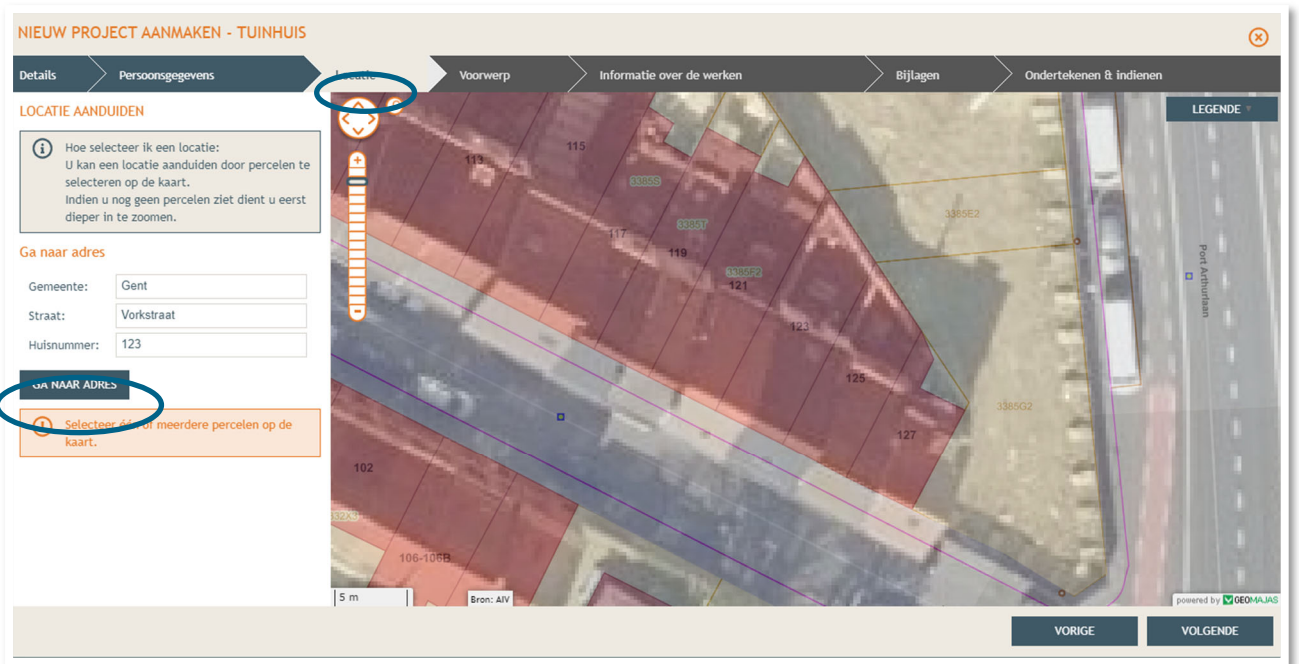 NIEUW PROJECT AANMAKEN - TUINHUIS
Details
Persoonsgegevens
Locatie
Voorwerp
Informatie over de werken
Bijlagen
Ondertekenen & indienen
LOCATIE AANDUIDEN
Hoe selecteer ik een locatie:
U kan een locatie aanduiden door percelen te
selecteren op de kaart.
Indien u nog geen percelen ziet dient u eerst
dieper in te zoomen.
Ga naar adres
Gemeente: Gent
Straat: Vorkstraat
Huisnummer: 123
GA NAAR ADRES
Selecteer één of meerdere percelen op de
kaart.
LEGENDE
113
115
3385S
117
3385T
119
3385F2
121
123
125
127
3385E2
3385G2
Port Arthurlaan
102
332A3
106-106B
5 m
Bron: AIV
powered by GEOMAJAS
VORIGE
VOLGENDE